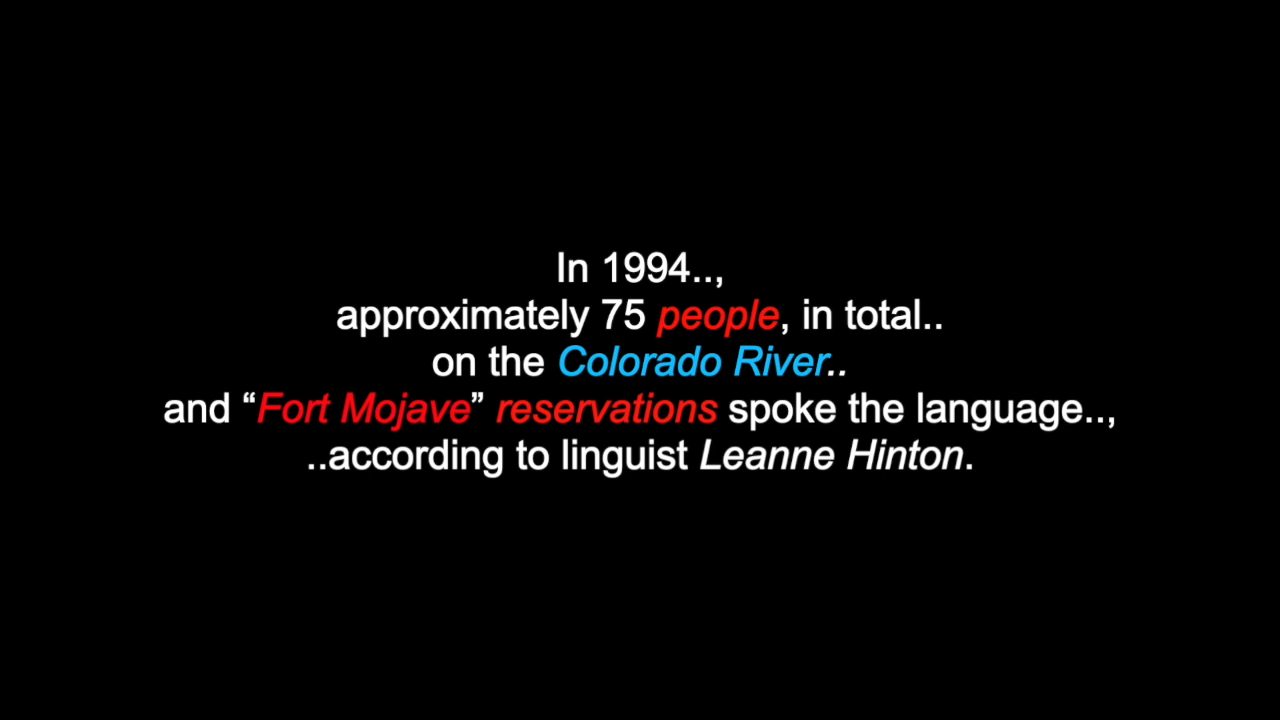 In 1994..,
approximately 75 people, in total..
on the Colorado River..
and “Fort Mojave” reservations spoke the language..,
..according to linguist Leanne Hinton.